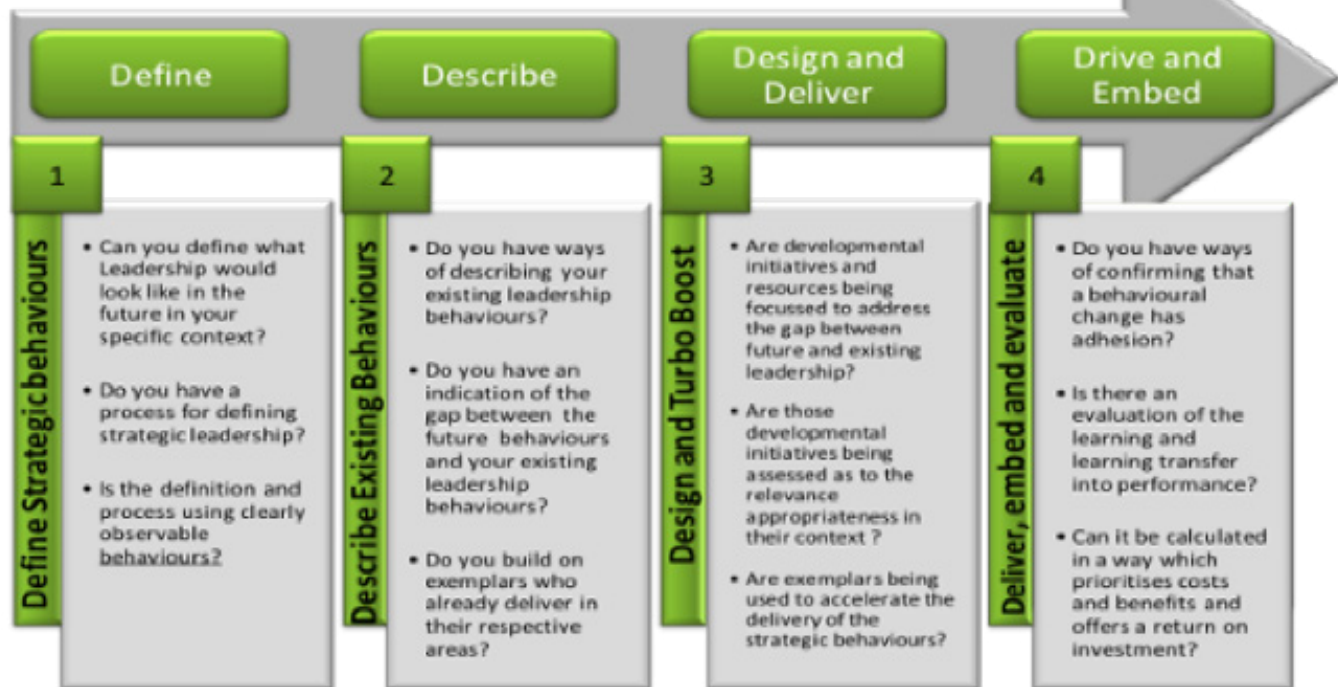 Define
Describe
Design and
Deliver
Drive and
Embed
1
Define Strategic behaviours
• Can you define what
Leadership would
look like in the
future in your
specific context?
• Do you have a
process for defining
strategic leadership?
• Is the definition and
process using clearly
observable
behaviours?
2
Describe Existing Behaviours
• Do you have ways
of describing your
existing leadership
behaviours?
• Do you have an
indication of the
gap between the
future behaviours
and your existing
leadership
behaviours?
• Do you build on
exemplars who
already deliver in
their respective
areas?
3
Design and Turbo Boost
• Are developmental
initiatives and
resources being
focussed to address
the gap between
future and existing
leadership?
• Are those
developmental
initiatives being
assessed as to the
relevance
appropriateness in
their context ?
• Are exemplars being
used to accelerate the
delivery of the
strategic behaviours?
4
Deliver, embed and evaluate
• Do you have ways
of confirming that
a behavioural
change has
adhesion?
• Is there an
evaluation of the
learning and
learning transfer
into performance?
• Can it be calculated
in a way which
prioritises costs
and benefits and
offers a return on
investment?